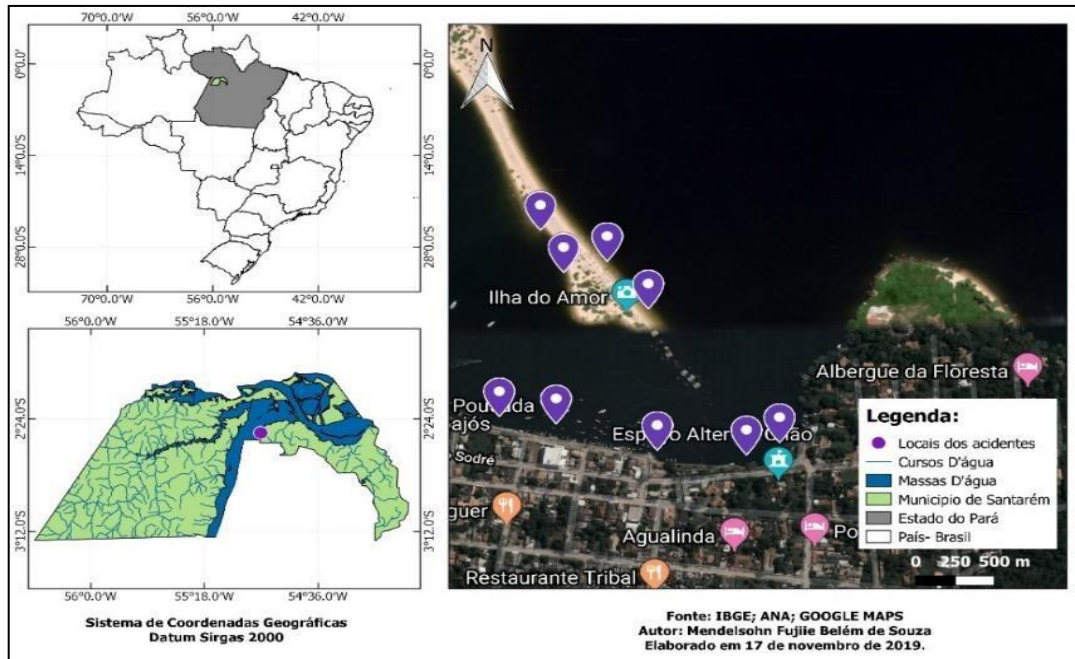 70°0.0'W 56°0.0'W 42°0.0'W
0°0.0' 0°0.0'
14°0.0'S 14°0.0'S
28°0.0'S 28°0.0'S
70°0.0'W 56°0.0'W 42°0.0'W
56°0.0'W 55°18.0'W 54°36.0'W
2°24.0'S 2°24.0'S
3°12.0'S 3°12.0'S
56°0.0'W 55°18.0'W 54°36.0'W
Sistema de Coordenadas Geográficas
Datum Sirgas 2000
N
Ilha do Amor
Albergue da Floresta
Sodré
Agualinda
Restaurante Tribal
Legenda:
Locais dos acidentes
Cursos D'água
Massas D'água
Municipio de Santarém
Estado do Pará
País- Brasil
0 250 500 m
Fonte: IBGE; ANA; GOOGLE MAPS
Autor: Mendelsohn Fujiie Belém de Souza
Elaborado em 17 de novembro de 2019.